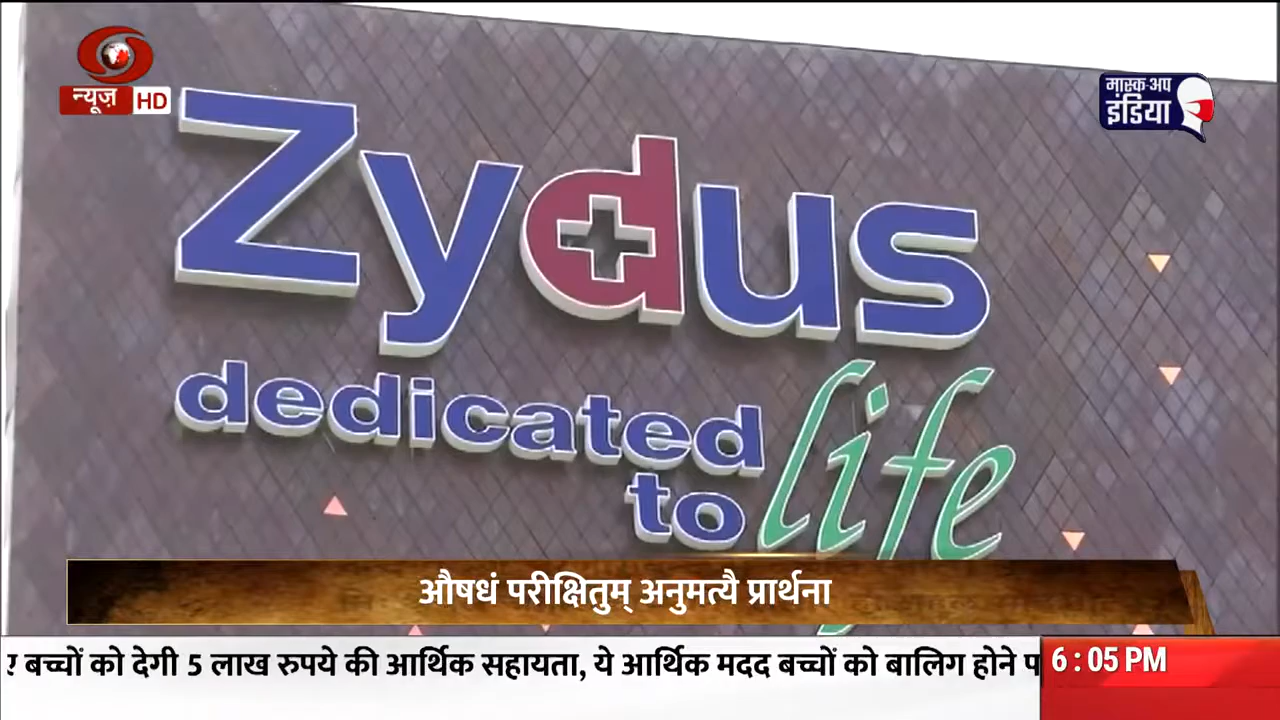 न्यूज़ HD
मास्क-अप
इंडिया
Zydus
dedicated
to life
औषधं परीक्षितुम् अनुमत्यै प्रार्थना
बच्चों को देगी 5 लाख रुपये की आर्थिक सहायता, ये आर्थिक मदद बच्चों को बालिग होने
6 : 05 PM